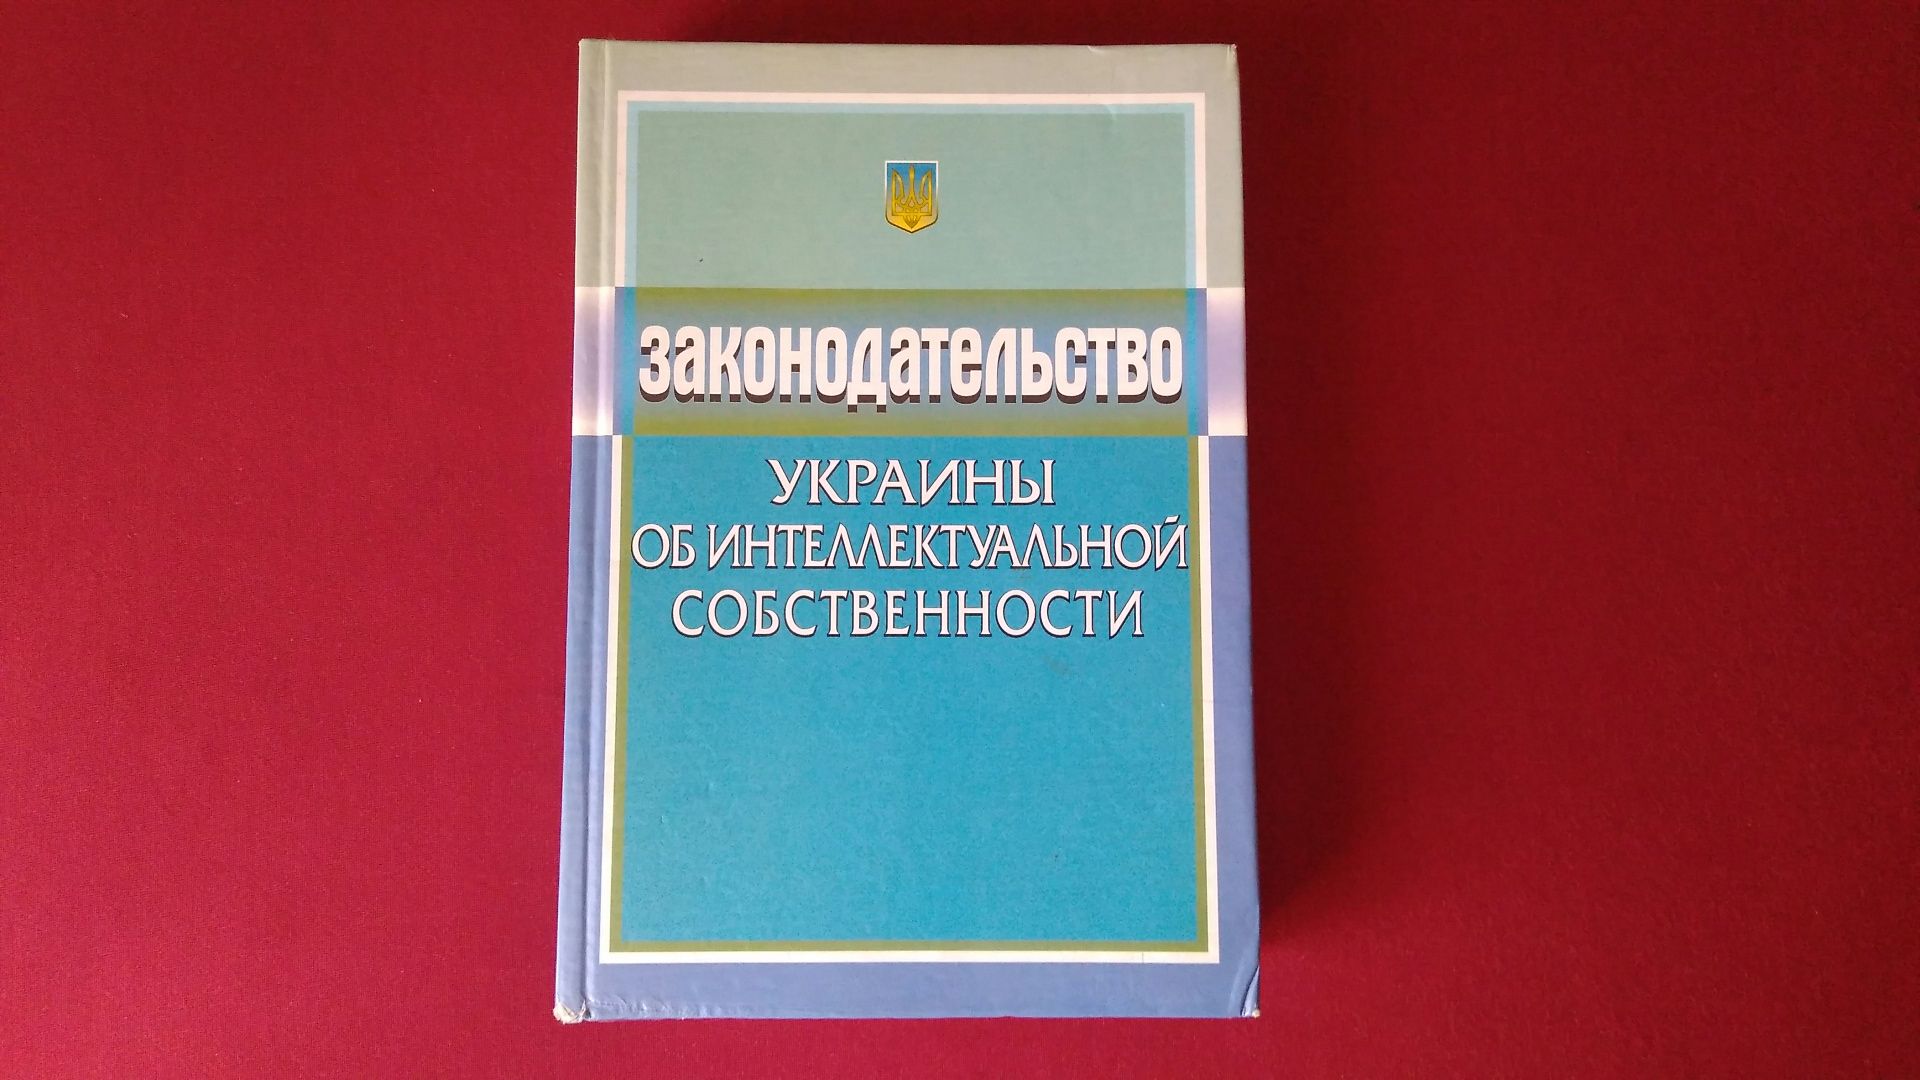 законодательство
УКРАИНЫ
ОБ ИНТЕЛЛЕКТУАЛЬНОЙ
СОБСТВЕННОСТИ